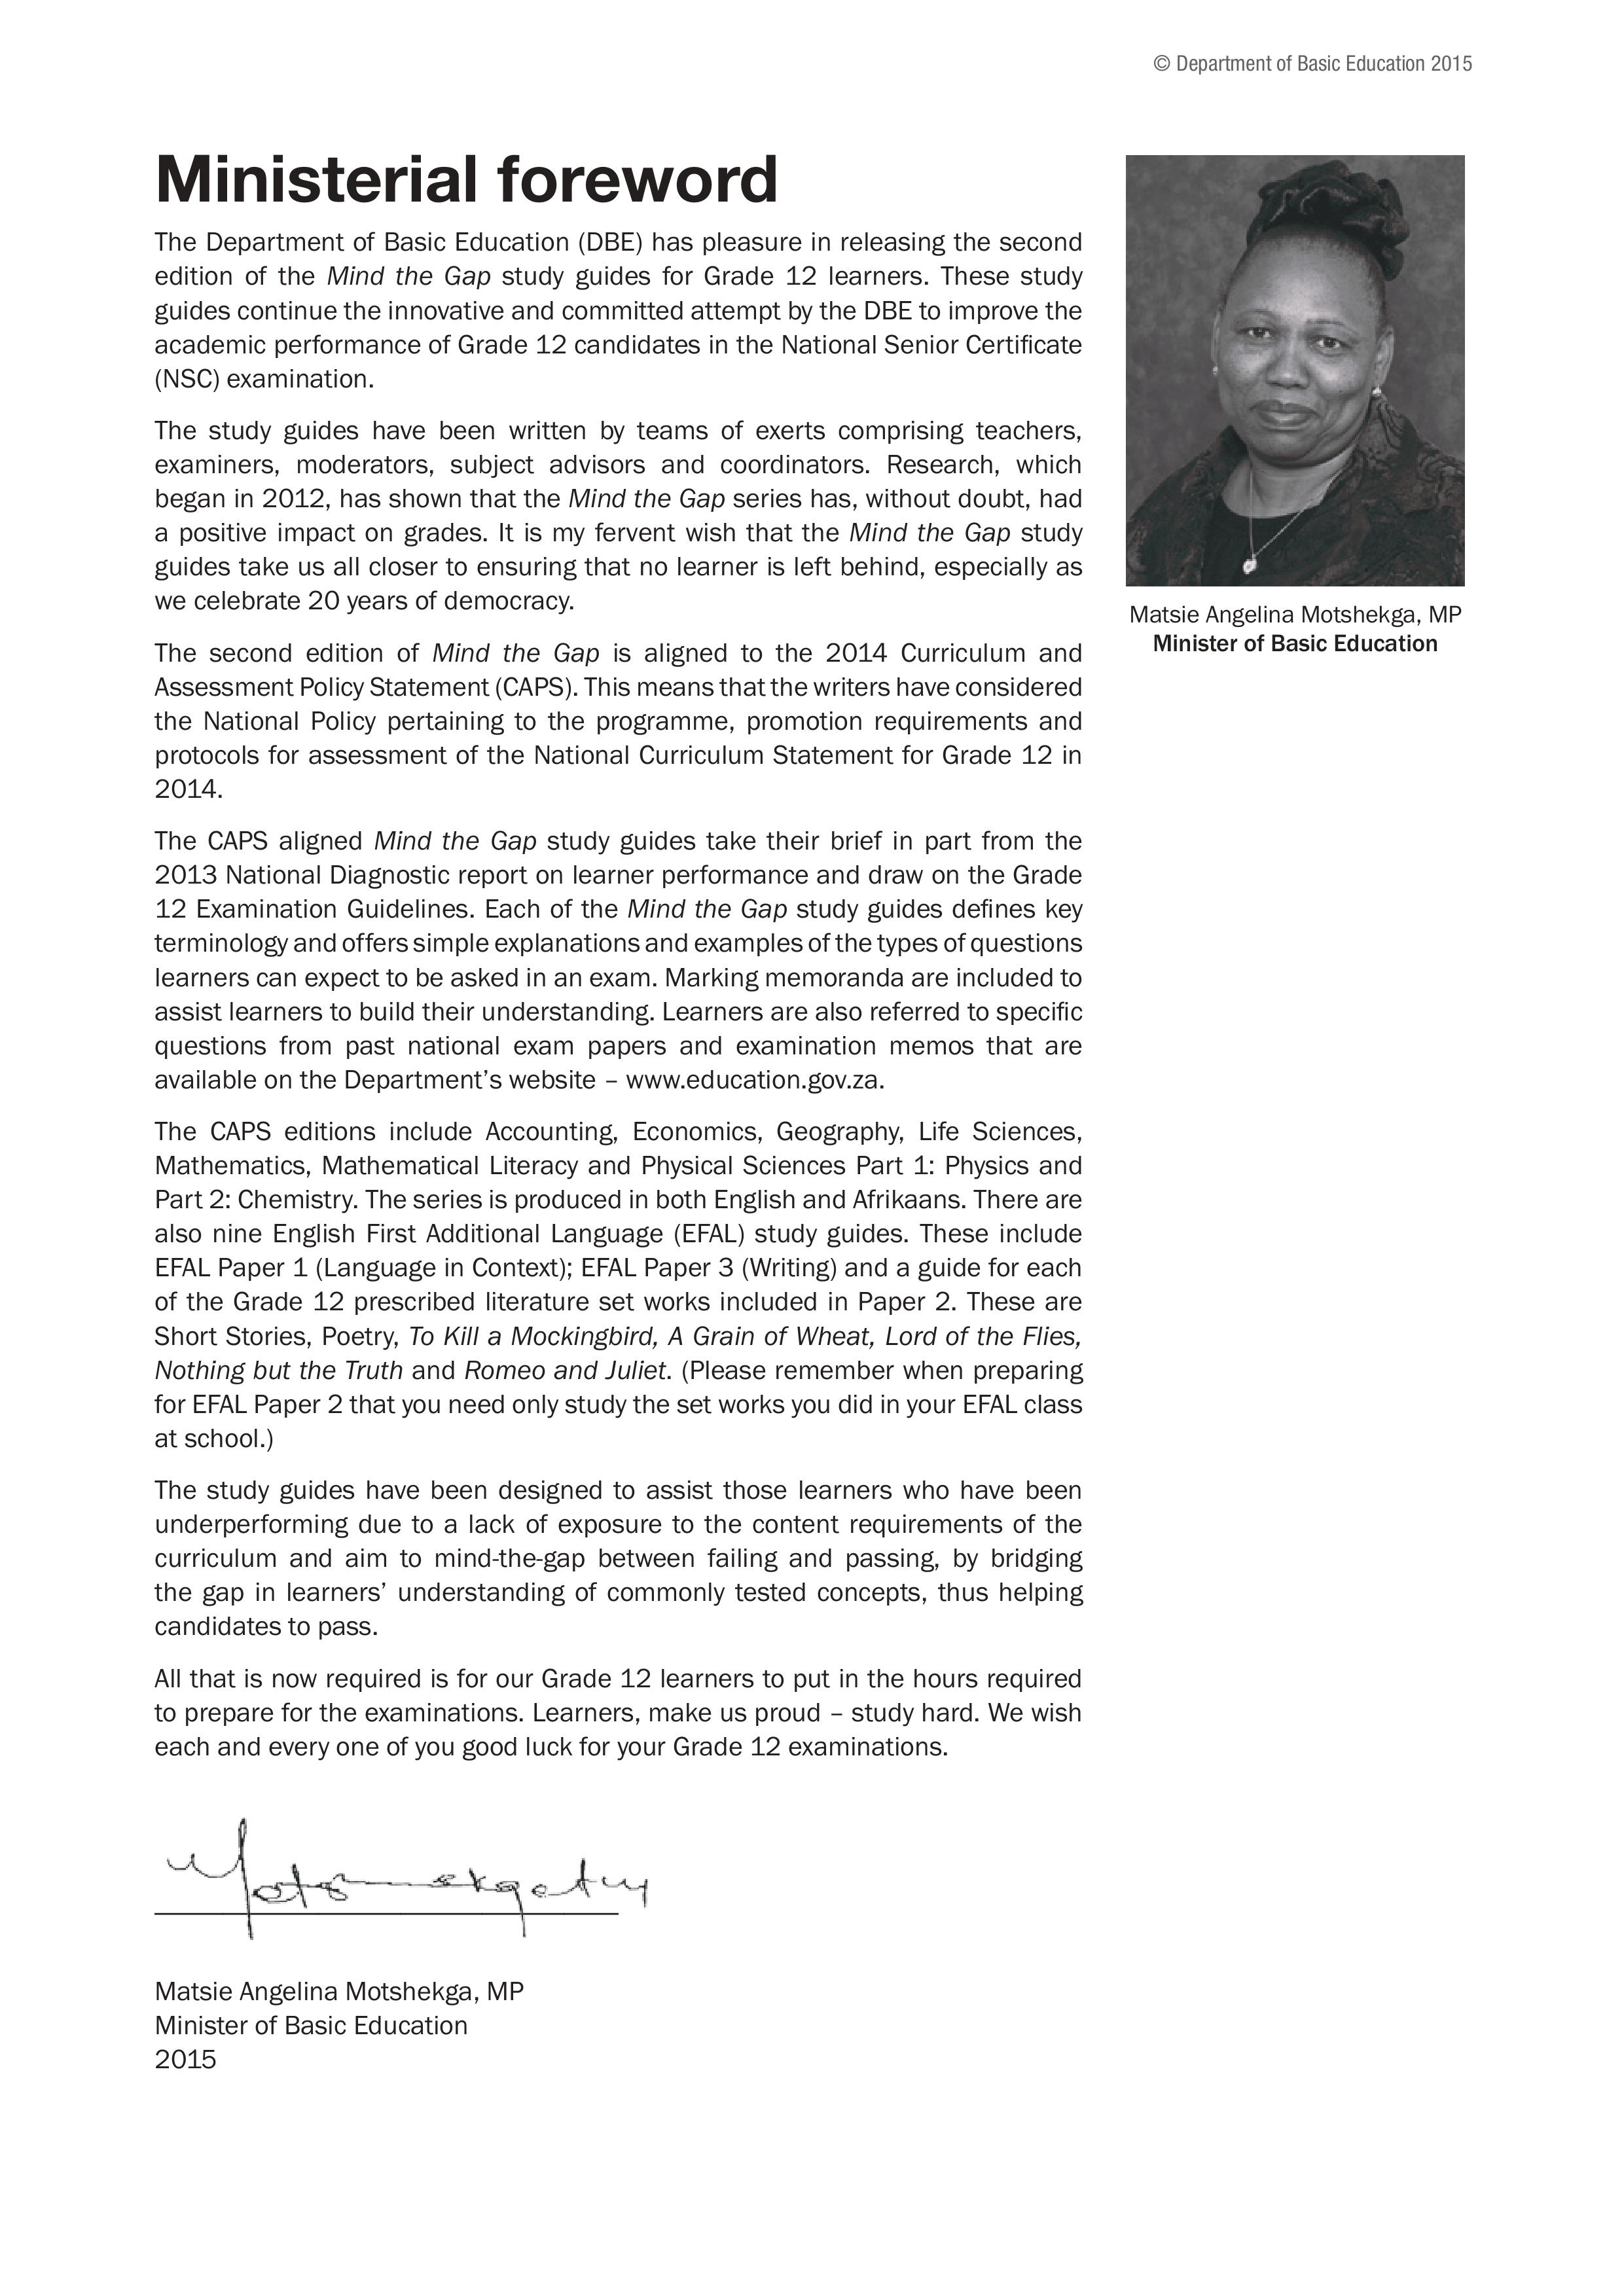 © Department of Basic Education 2015
Ministerial foreword
The Department of Basic Education (DBE) has pleasure in releasing the second
edition of the Mind the Gap study guides for Grade 12 learners. These study
guides continue the innovative and committed attempt by the DBE to improve the
academic performance of Grade 12 candidates in the National Senior Certificate
(NSC) examination.
The study guides have been written by teams of exerts comprising teachers,
examiners, moderators, subject advisors and coordinators. Research, which
began in 2012, has shown that the Mind the Gap series has, without doubt, had
a positive impact on grades. It is my fervent wish that the Mind the Gap study
guides take us all closer to ensuring that no learner is left behind, especially as
we celebrate 20 years of democracy.
The second edition of Mind the Gap is aligned to the 2014 Curriculum and
Assessment Policy Statement (CAPS). This means that the writers have considered
the National Policy pertaining to the programme, promotion requirements and
protocols for assessment of the National Curriculum Statement for Grade 12 in
2014.
The CAPS aligned Mind the Gap study guides take their brief in part from the
2013 National Diagnostic report on learner performance and draw on the Grade
12 Examination Guidelines. Each of the Mind the Gap study guides defines key
terminology and offers simple explanations and examples of the types of questions
learners can expect to be asked in an exam. Marking memoranda are included to
assist learners to build their understanding. Learners are also referred to specific
questions from past national exam papers and examination memos that are
available on the Department's website – www.education.gov.za.
The CAPS editions include Accounting, Economics, Geography, Life Sciences,
Mathematics, Mathematical Literacy and Physical Sciences Part 1: Physics and
Part 2: Chemistry. The series is produced in both English and Afrikaans. There are
also nine English First Additional Language (EFAL) study guides. These include
EFAL Paper 1 (Language in Context); EFAL Paper 3 (Writing) and a guide for each
of the Grade 12 prescribed literature set works included in Paper 2. These are
Short Stories, Poetry, To Kill a Mockingbird, A Grain of Wheat, Lord of the Flies,
Nothing but the Truth and Romeo and Juliet. (Please remember when preparing
for EFAL Paper 2 that you need only study the set works you did in your EFAL class
at school.)
The study guides have been designed to assist those learners who have been
underperforming due to a lack of exposure to the content requirements of the
curriculum and aim to mind-the-gap between failing and passing, by bridging
the gap in learners' understanding of commonly tested concepts, thus helping
candidates to pass.
All that is now required is for our Grade 12 learners to put in the hours required
to prepare for the examinations. Learners, make us proud – study hard. We wish
each and every one of you good luck for your Grade 12 examinations.
Matsie Angelina Motshekga, MP
Minister of Basic Education
2015
Matsie Angelina Motshekga, MP
Minister of Basic Education